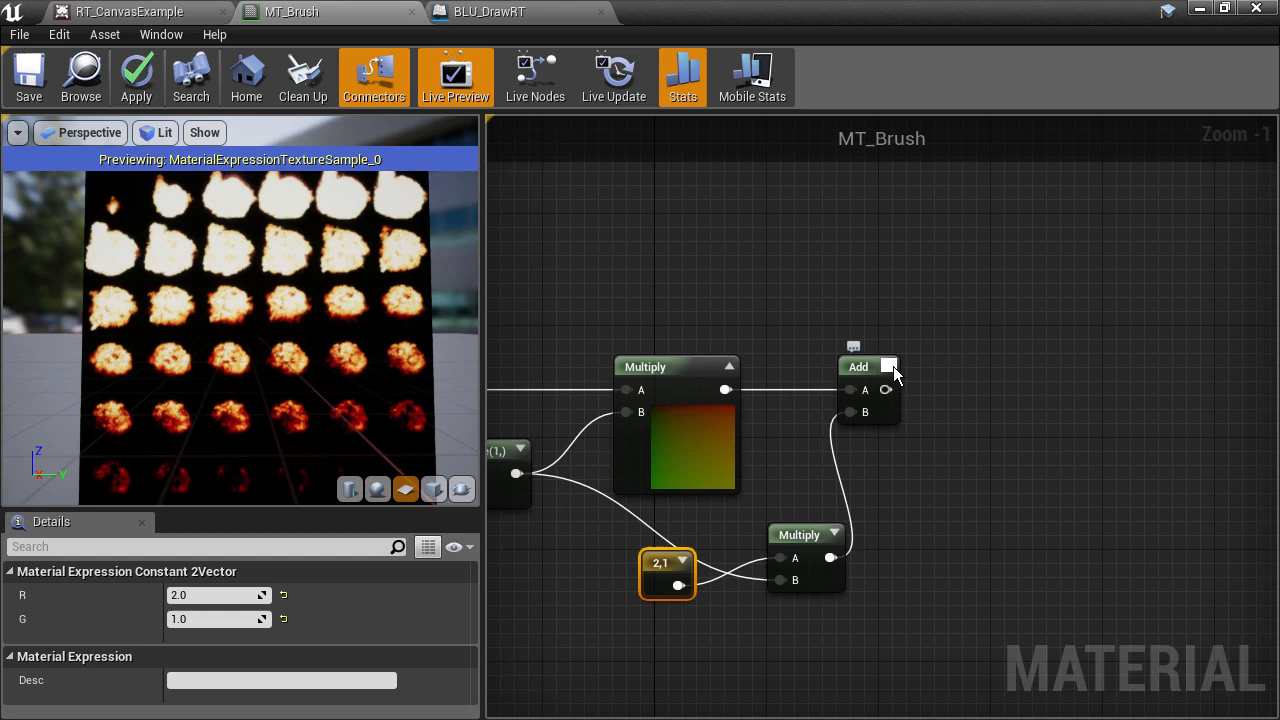 RT_CanvasExample
MT_Brush
BLU_DrawRT
File Edit Asset Window Help
Save Browse Apply Search Home Clean Up Connectors Live Preview Live Nodes Live Update Stats Mobile Stats
Perspective Lit Show
Previewing: MaterialExpressionTextureSample_0
MT_Brush
Zoom -1
Multiply
A
B
Add
A
B
e(1,)
2,1
Multiply
A
B
Z
X Y
Details
Search
Material Expression Constant 2Vector
R 2.0
G 1.0
Material Expression
Desc
MATERIAL